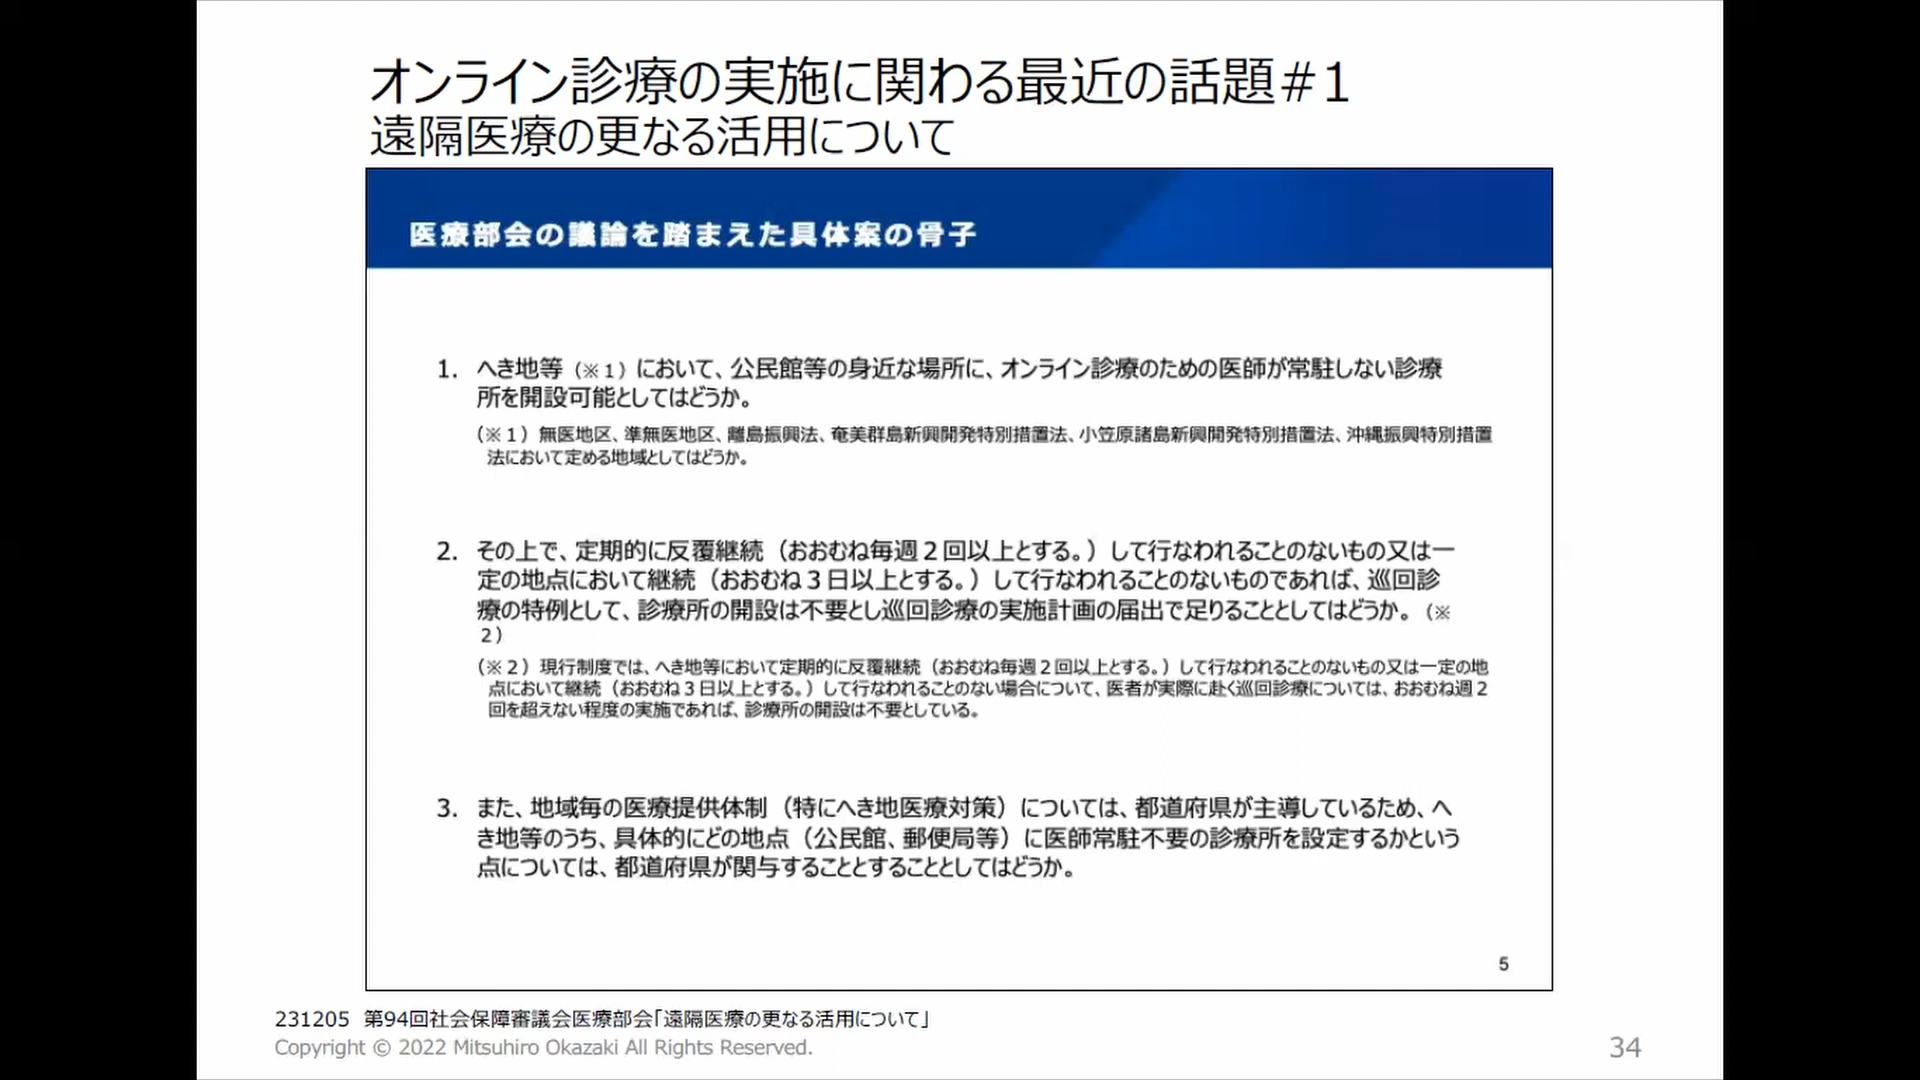 オンライン診療の実施に関わる最近の話題#1
遠隔医療の更なる活用について
医療部会の議論を踏まえた具体案の骨子
1. へき地等（※１）において、公民館等の身近な場所に、オンライン診療のための医師が常駐しない診療
所を開設可能としてはどうか。
（※１）無医地区、準無医地区、離島振興法、奄美群島新興開発特別措置法、小笠原諸島新興開発特別措置法、沖縄振興特別措置
法において定める地域としてはどうか。
2. その上で、定期的に反覆継続（おおむね毎週２回以上とする。）して行なわれることのないもの又は一
定の地点において継続（おおむね３日以上とする。）して行なわれることのないものであれば、巡回診
療の特例として、診療所の開設は不要とし巡回診療の実施計画の届出で足りることとしてはどうか。（※
２）
（※２）現行制度では、へき地等において定期的に反覆継続（おおむね毎週２回以上とする。）して行なわれることのないもの又は一定の地
点において継続（おおむね３日以上とする。）して行なわれることのない場合について、医者が実際に赴く巡回診療については、おおむね週２
回を超えない程度の実施であれば、診療所の開設は不要としている。
3. また、地域毎の医療提供体制（特にへき地医療対策）については、都道府県が主導しているため、へ
き地等のうち、具体的にどの地点（公民館、郵便局等）に医師常駐不要の診療所を設定するかという
点については、都道府県が関与することとすることとしてはどうか。
5
231205 第94回社会保障審議会医療部会「遠隔医療の更なる活用について」
Copyright © 2022 Mitsuhiro Okazaki All Rights Reserved.
34